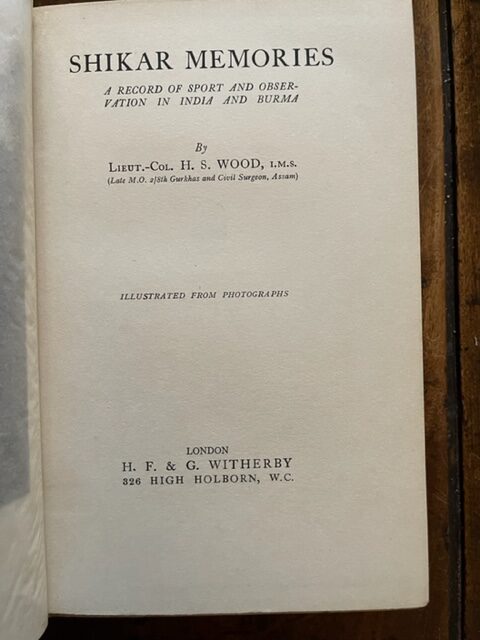 SHIKAR MEMORIES
A RECORD OF SPORT AND OBSER-
VATION IN INDIA AND BURMA
By
LIEUT.-COL. H. S. WOOD, I.M.S.
(Late M.O. 2/8th Gurkhas and Civil Surgeon, Assam)
ILLUSTRATED FROM PHOTOGRAPHS
LONDON
H. F. & G. WITHERBY
326 HIGH HOLBORN, W.C.